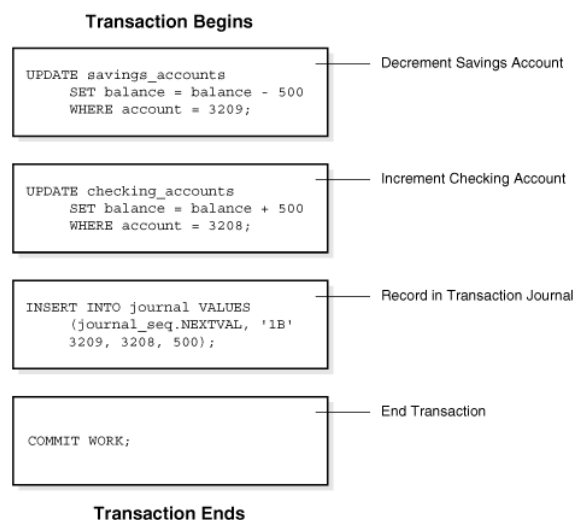 Transaction Begins
UPDATE savings_accounts
SET balance = balance - 500
WHERE account = 3209;
Decrement Savings Account
UPDATE checking_accounts
SET balance = balance + 500
WHERE account = 3208;
Increment Checking Account
INSERT INTO journal VALUES
(journal_seq.NEXTVAL, '1B'
3209, 3208, 500);
Record in Transaction Journal
COMMIT WORK;
End Transaction
Transaction Ends